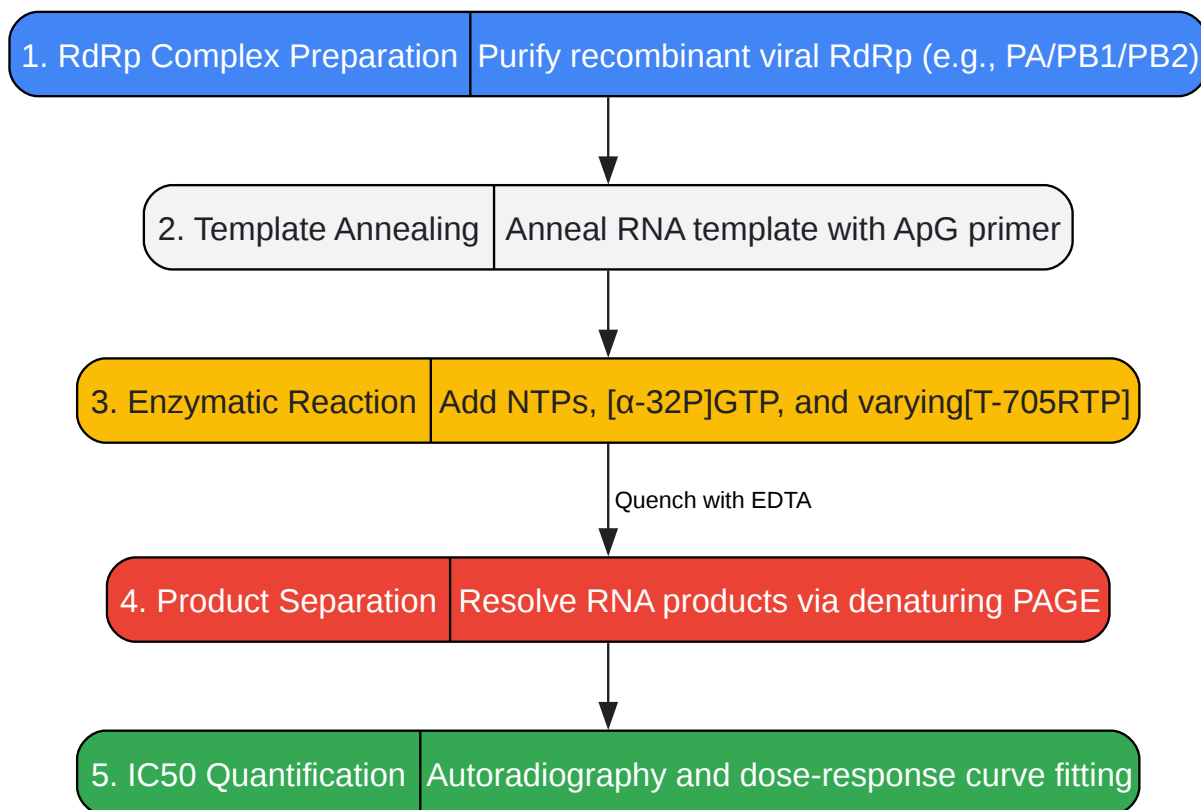 1. RdRp Complex Preparation Purify recombinant viral RdRp (e.g., PA/PB1/PB2)
2. Template Annealing Anneal RNA template with ApG primer
3. Enzymatic Reaction Add NTPs, [α-32P]GTP, and varying[T-705RTP]
Quench with EDTA
4. Product Separation Resolve RNA products via denaturing PAGE
5. IC50 Quantification Autoradiography and dose-response curve fitting